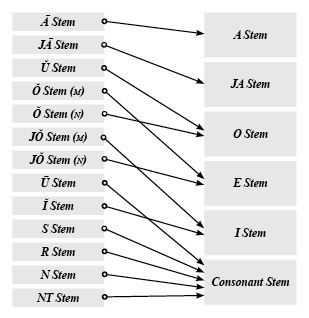 Ā Stem
JĀ Stem
Ŭ Stem
Ŏ Stem (M)
Ŏ Stem (N)
JŎ Stem (M)
JŎ Stem (N)
Ū Stem
Ĭ Stem
S Stem
R Stem
N Stem
NT Stem
A Stem
JA Stem
O Stem
E Stem
I Stem
Consonant Stem